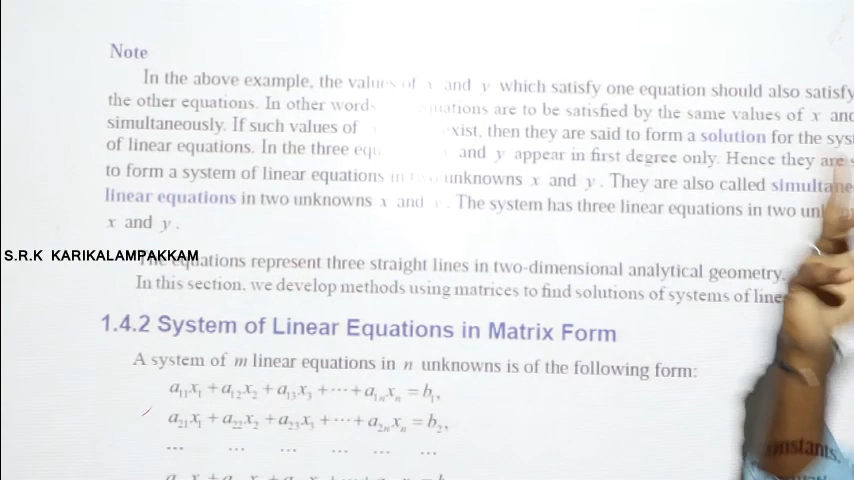 Note
In the above example, the values of x and y which satisfy one equation should also satisfy
the other equations. In other words equations are to be satisfied by the same values of x and
simultaneously. If such values of exist, then they are said to form a solution for the syst
of linear equations. In the three equ and y appear in first degree only. Hence they are
to form a system of linear equations in two unknowns x and y. They are also called simultane
linear equations in two unknowns x and y. The system has three linear equations in two un
x and y.
S.R.K KARIKALAMPAKKAM
The equations represent three straight lines in two-dimensional analytical geometry.
In this section, we develop methods using matrices to find solutions of systems of line
1.4.2 System of Linear Equations in Matrix Form
A system of m linear equations in n unknowns is of the following form:
a₁₁x₁ + a₁₂x₂ + a₁₃x₃ + ⋯ + a₁ₙxₙ = b₁,
a₂₁x₁ + a₂₂x₂ + a₂₃x₃ + ⋯ + a₂ₙxₙ = b₂,
... ... ... ... ... ...
constants.